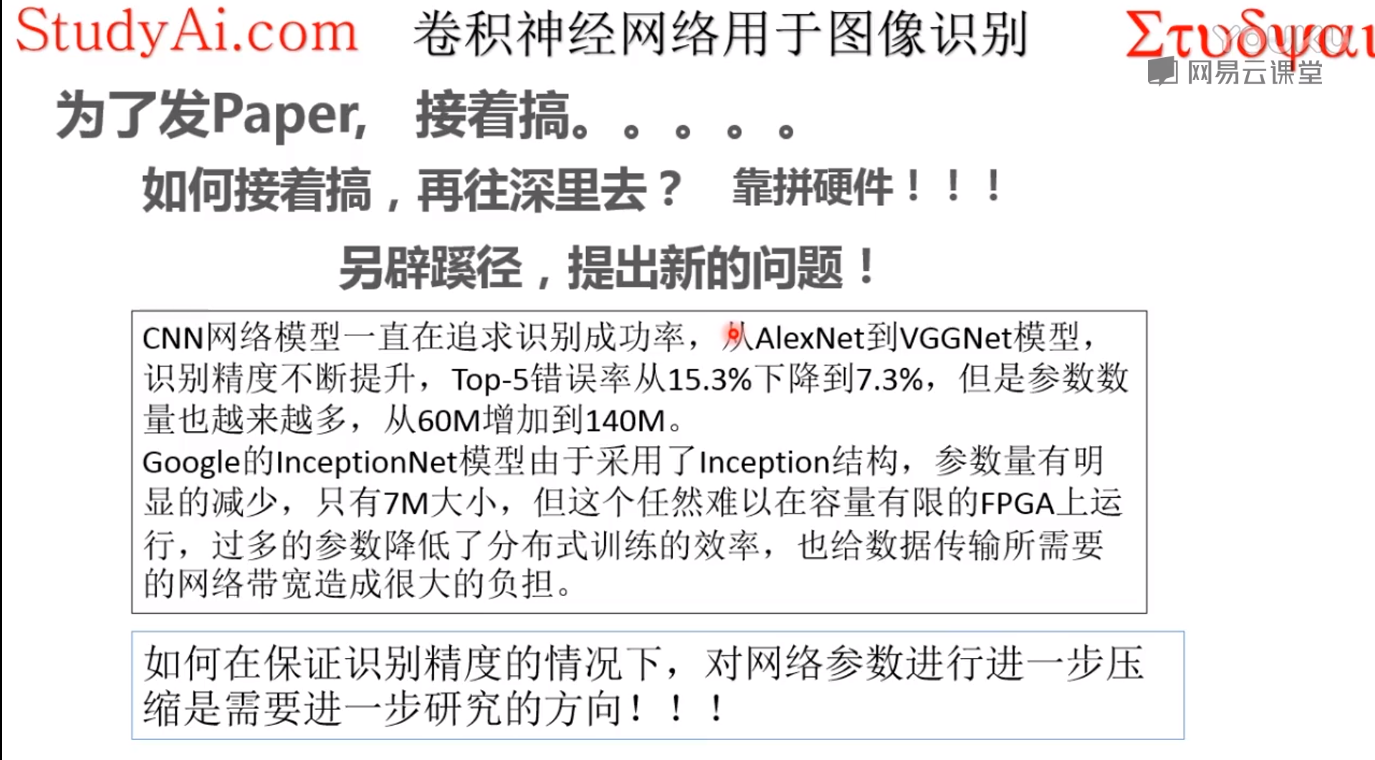 StudyAi.com 卷积神经网络用于图像识别 Στυdψαι
youku
网易云课堂
为了发Paper, 接着搞。。。。。
如何接着搞，再往深里去？ 靠拼硬件！！！
另辟蹊径，提出新的问题！
CNN网络模型一直在追求识别成功率，从AlexNet到VGGNet模型，
识别精度不断提升，Top-5错误率从15.3%下降到7.3%，但是参数数
量也越来越多，从60M增加到140M。
Google的InceptionNet模型由于采用了Inception结构，参数量有明
显的减少，只有7M大小，但这个任然难以在容量有限的FPGA上运
行，过多的参数降低了分布式训练的效率，也给数据传输所需要
的网络带宽造成很大的负担。
如何在保证识别精度的情况下，对网络参数进行进一步压
缩是需要进一步研究的方向！！！